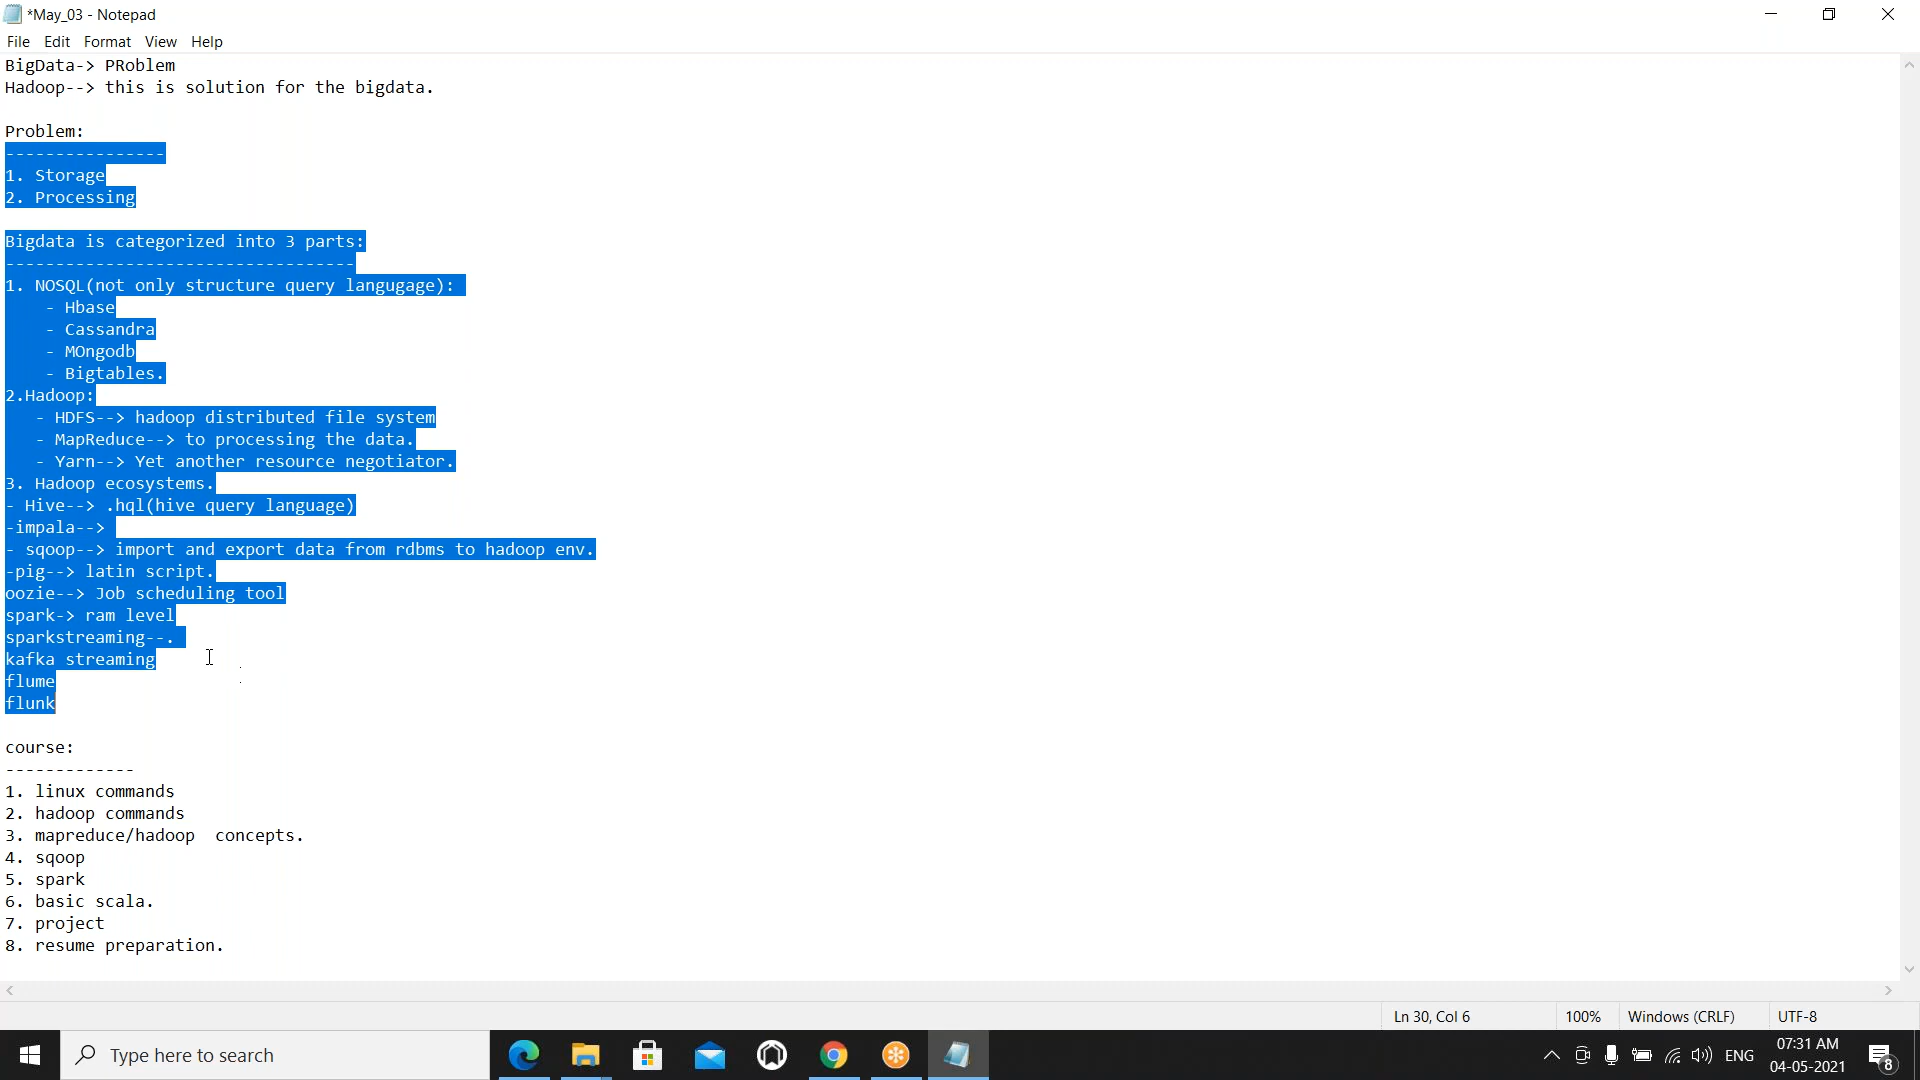 *May_03 - Notepad
File Edit Format View Help
BigData-> PRoblem
Hadoop--> this is solution for the bigdata.
Problem:
----------------
1. Storage
2. Processing
Bigdata is categorized into 3 parts:
-----------------------------------
1. NOSQL(not only structure query langugage):
- Hbase
- Cassandra
- MOngodb
- Bigtables.
2.Hadoop:
- HDFS--> hadoop distributed file system
- MapReduce--> to processing the data.
- Yarn--> Yet another resource negotiator.
3. Hadoop ecosystems.
- Hive--> .hql(hive query language)
-impala-->
- sqoop--> import and export data from rdbms to hadoop env.
-pig--> latin script.
oozie--> Job scheduling tool
spark-> ram level
sparkstreaming--.
kafka streaming
flume
flunk
course:
-------------
1. linux commands
2. hadoop commands
3. mapreduce/hadoop  concepts.
4. sqoop
5. spark
6. basic scala.
7. project
8. resume preparation.
Ln 30, Col 6 100% Windows (CRLF) UTF-8
Type here to search
ENG
07:31 AM
04-05-2021
8